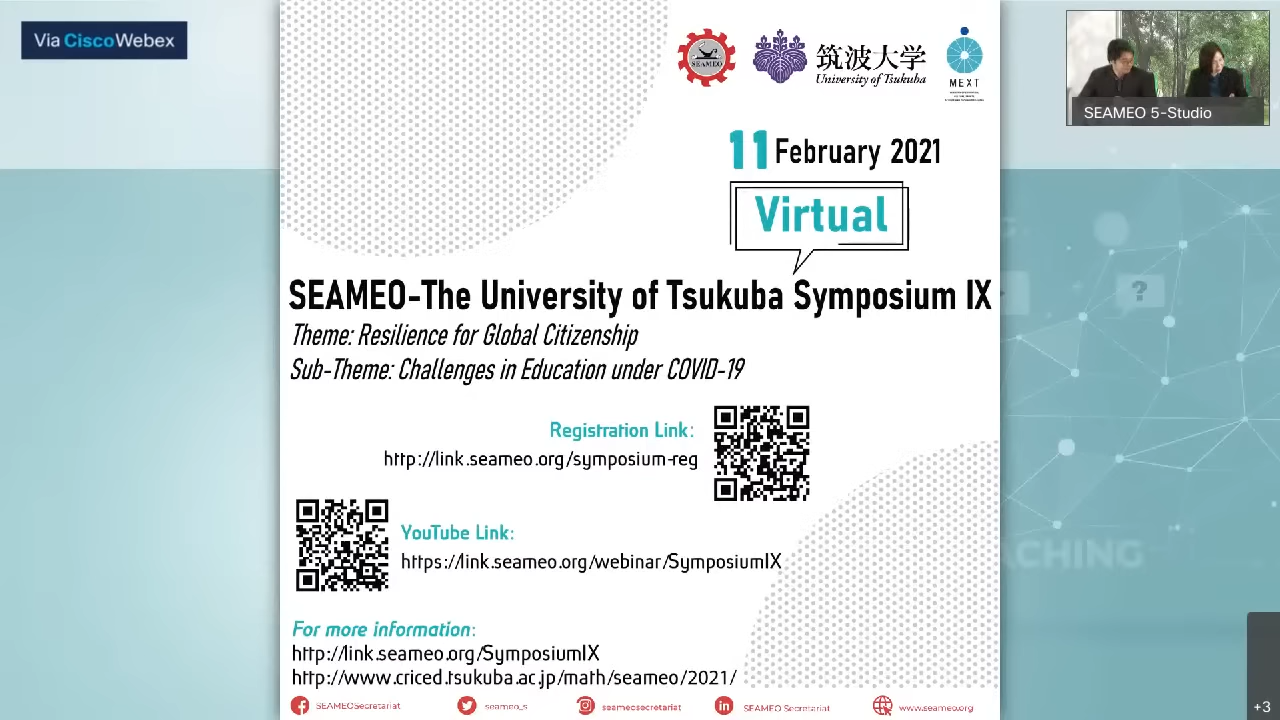 Via Cisco Webex
SEAMEO
筑波大学
University of Tsukuba
MEXT
SEAMEO 5-Studio
11 February 2021
Virtual
SEAMEO-The University of Tsukuba Symposium IX
Theme: Resilience for Global Citizenship
Sub-Theme: Challenges in Education under COVID-19
?
Registration Link:
http://link.seameo.org/symposium-reg
YouTube Link:
https://link.seameo.org/webinar/SymposiumIX
For more information:
http://link.seameo.org/SymposiumIX
http://www.criced.tsukuba.ac.jp/math/seameo/2021/
SEAMEOSecretariat
seameo_s
seameosecretariat
SEAMEO Secretariat
www.seameo.org
+3